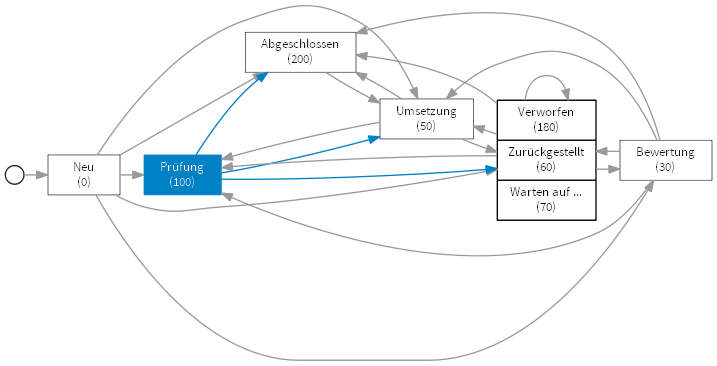 Abgeschlossen
(200)
Umsetzung
(50)
Verworfen
(180)
Neu
(0)
Prüfung
(100)
Zurückgestellt
(60)
Bewertung
(30)
Warten auf ...
(70)